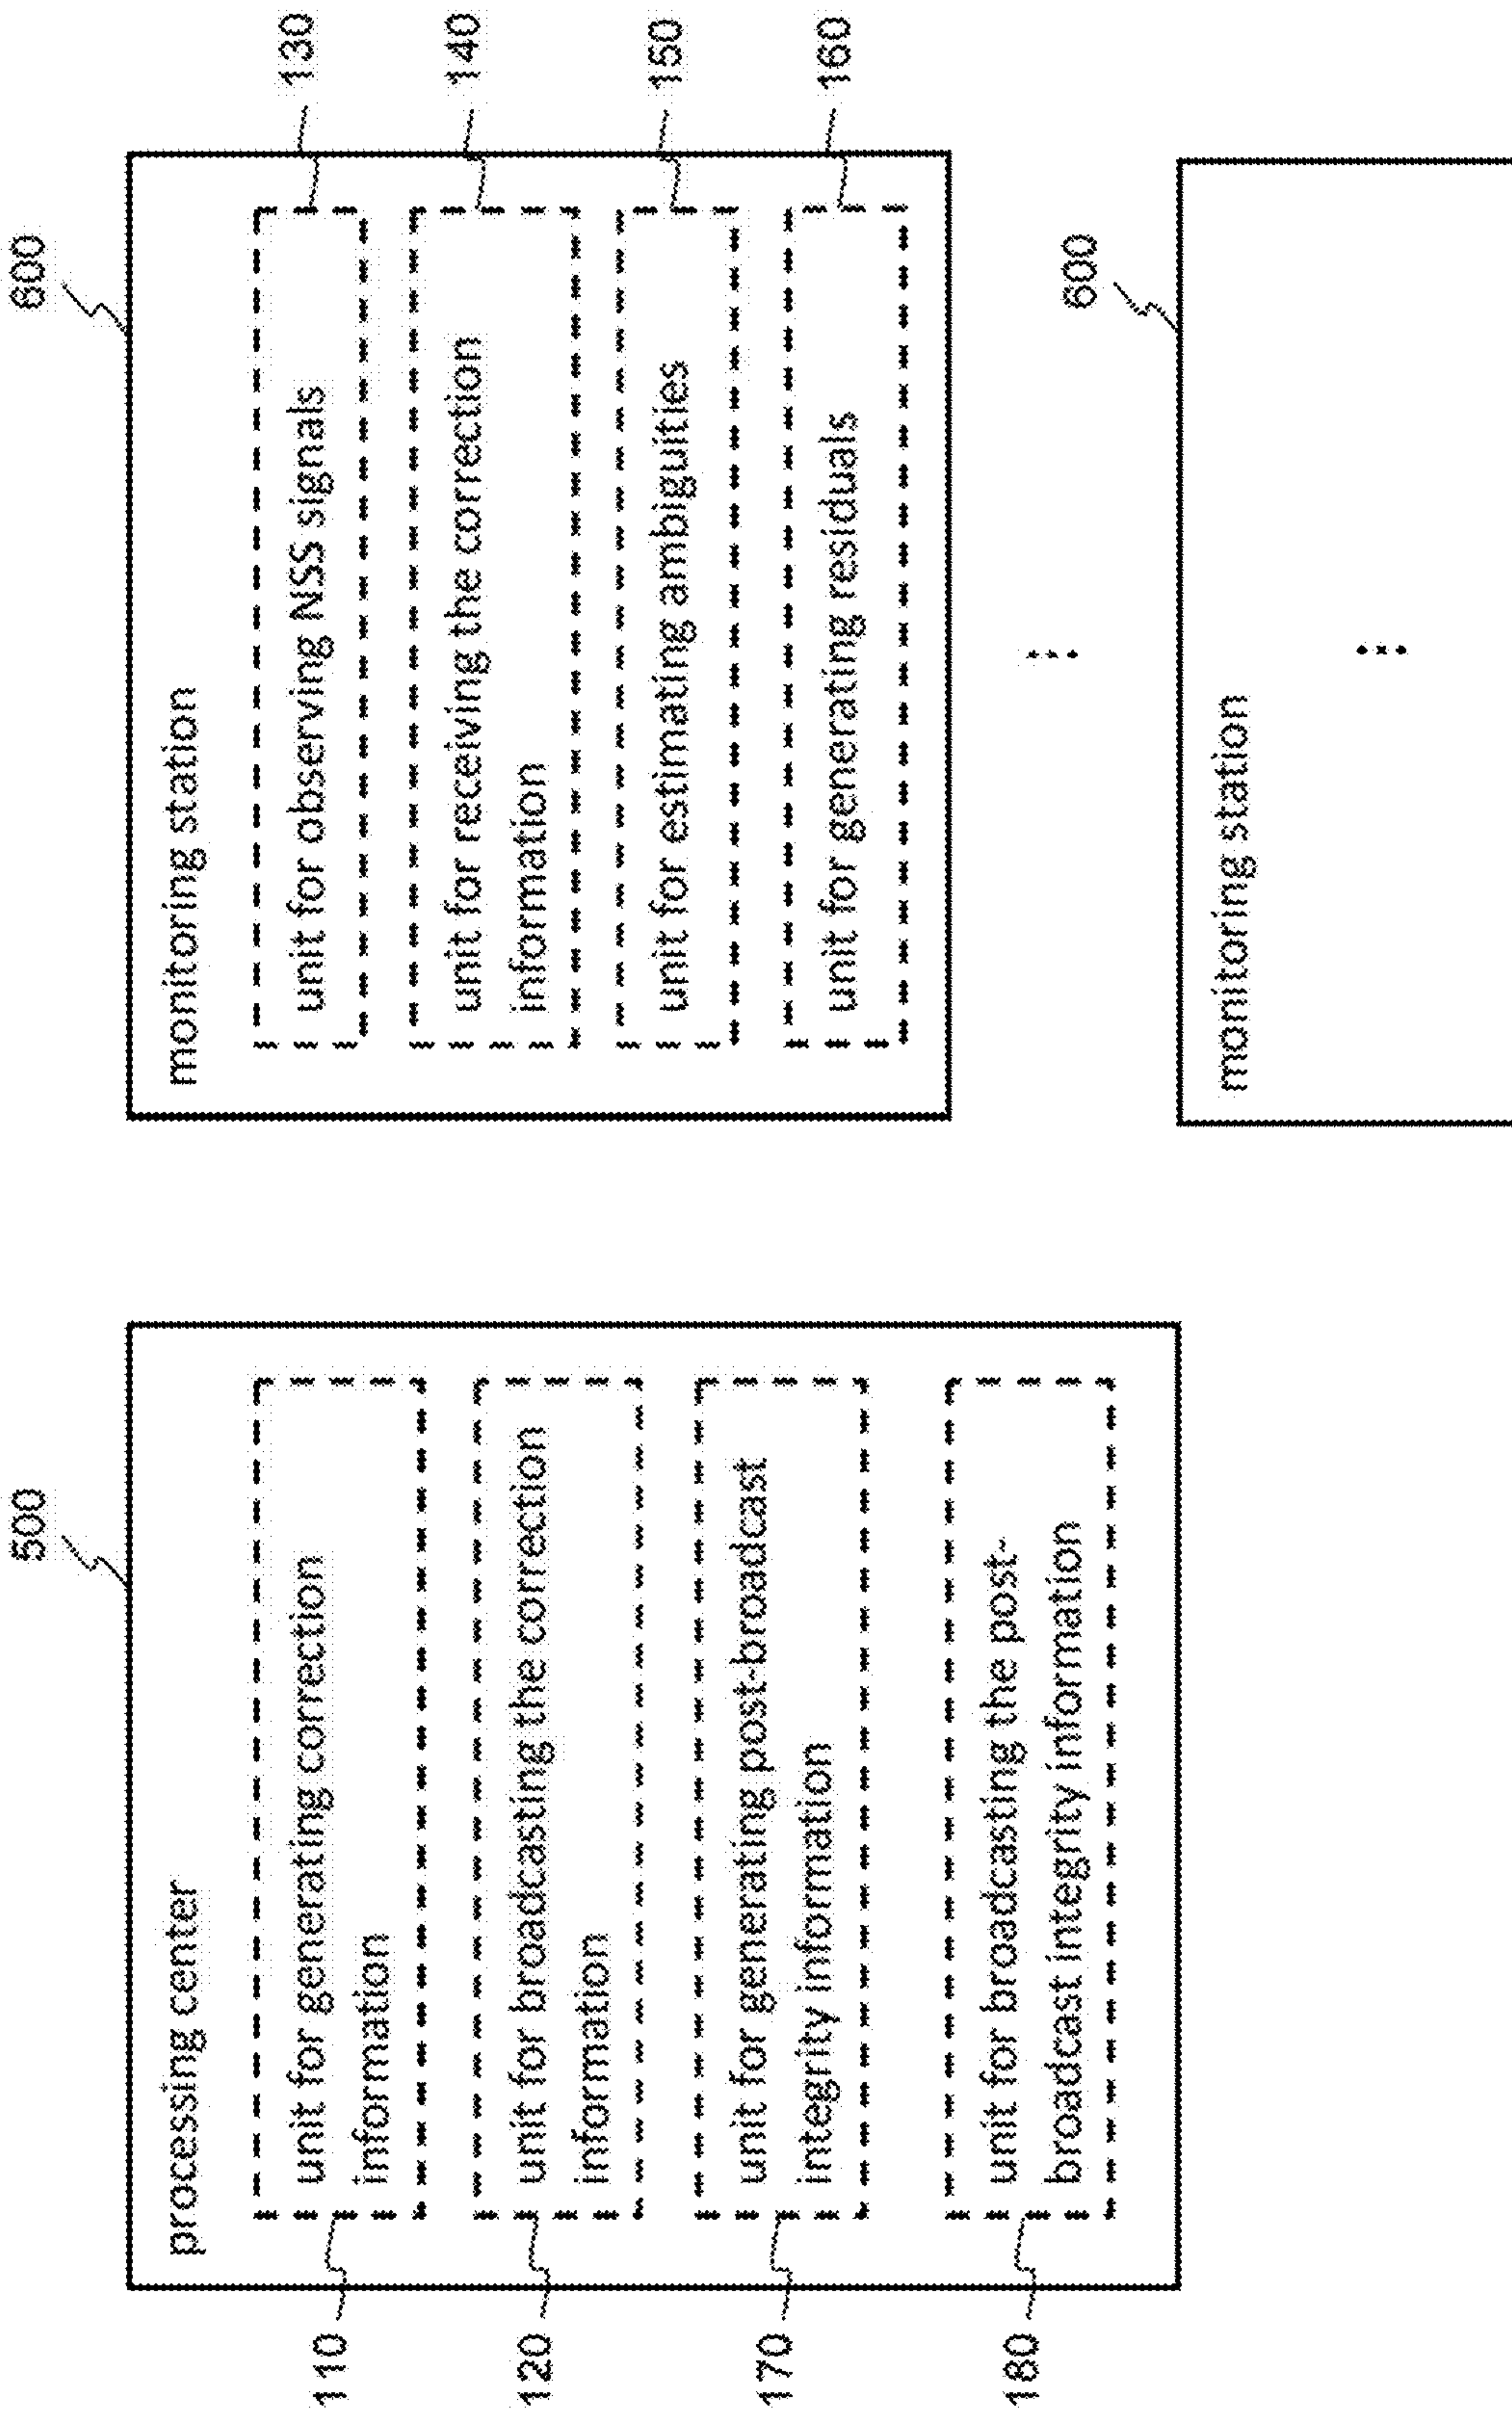 500
processing center
110
unit for generating correction
information
120
unit for broadcasting the correction
information
170
unit for generating post-broadcast
integrity information
180
unit for broadcasting the post-
broadcast integrity information
600
monitoring station
unit for observing NSS signals
130
unit for receiving the correction
information
140
unit for estimating ambiguities
150
unit for generating residuals
160
600
monitoring station